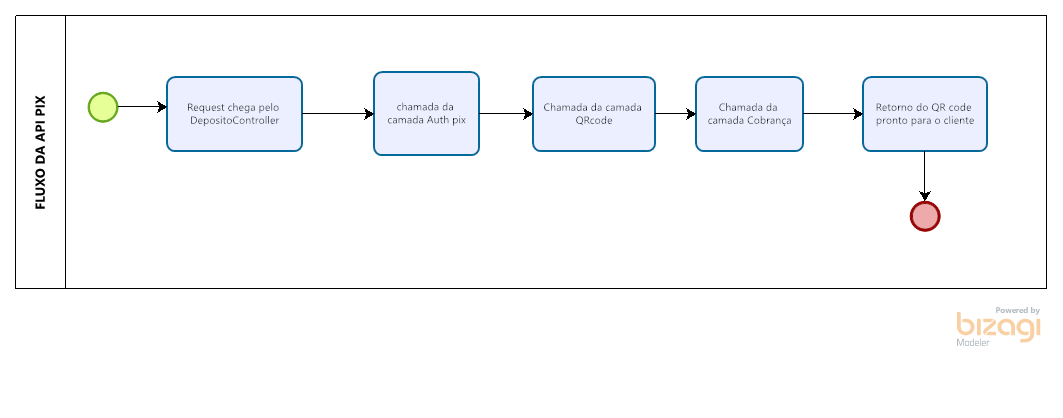 FLUXO DA API PIX
Request chega pelo
DepositoController
chamada da
camada Auth pix
Chamada da camada
QRcode
Chamada da
camada Cobrança
Retorno do QR code
pronto para o cliente
Powered by
bizagi
Modeler